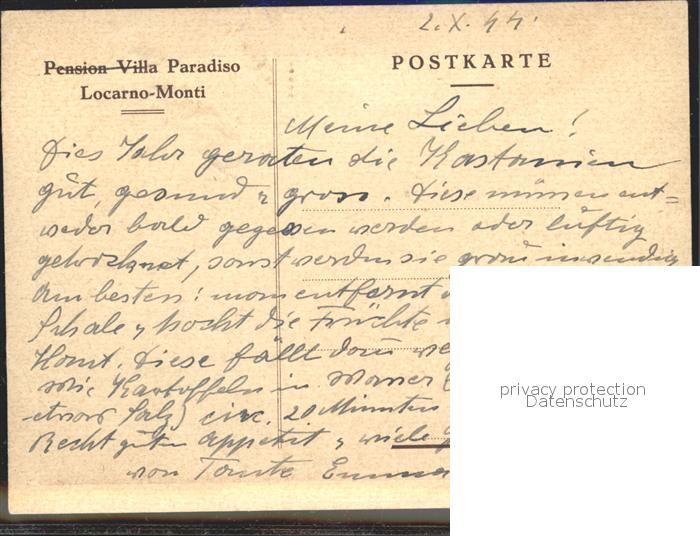 2. X. 44.
Pension Villa Paradiso
Locarno-Monti
POSTKARTE
Meine Lieben!
Dies Jahr geraten die Kastanien
gut, gesund & gross. Diese müssen ent=
weder bald gegessen werden oder luftig
getrocknet, sonst werden sie grau inwendig
Am besten: man entfernt
Schale & kocht die Früchte
Haut. Diese fällt dann
wie Kartoffeln in Wasser (
etwas Salz) circ. 20 Minuten
Recht guten Appetit & viele
von Tante Emma
privacy protection
Datenschutz